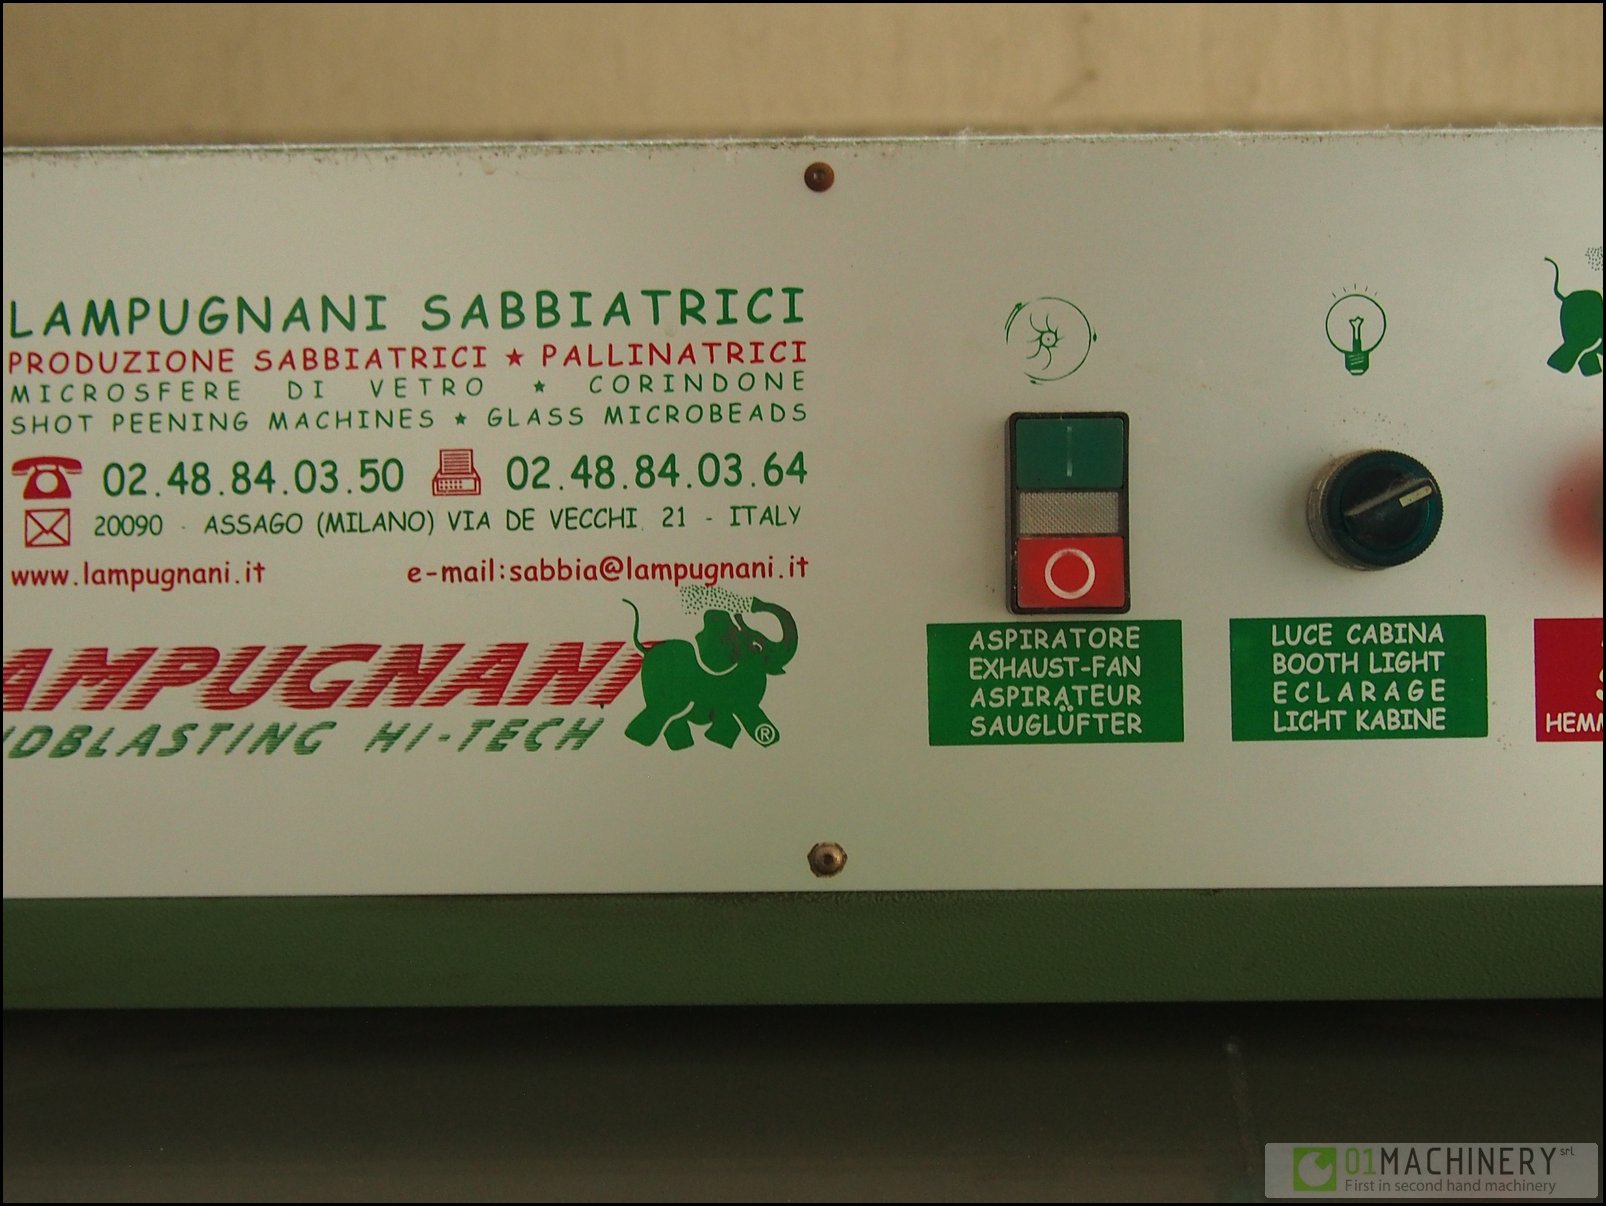 LAMPUGNANI SABBIATRICI
PRODUZIONE SABBIATRICI ★ PALLINATRICI
MICROSFERE DI VETRO ★ CORINDONE
SHOT PEENING MACHINES ★ GLASS MICROBEADS
02.48.84.03.50 02.48.84.03.64
20090 - ASSAGO (MILANO) VIA DE VECCHI 21 - ITALY
www.lampugnani.it e-mail:sabbia@lampugnani.it
AMPUGNANI
NDBLASTING HI-TECH ®
ASPIRATORE
EXHAUST-FAN
ASPIRATEUR
SAUGLÜFTER
LUCE CABINA
BOOTH LIGHT
ECLARAGE
LICHT KABINE
HEMM
01MACHINERY srl
First in second hand machinery